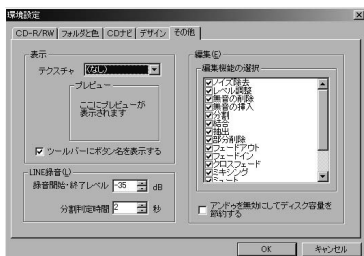 環境設定
CD-R/RW フォルダと色 CDナビ デザイン その他
表示
テクスチャ (なし)
プレビュー
ここにプレビューが
表示されます
ツールバーにボタン名を表示する
LINE録音(L)
録音開始・終了レベル -35 dB
分割判定時間 2 秒
編集(E)
編集機能の選択
ノイズ除去
レベル調整
無音の削除
無音の挿入
分割
結合
抽出
部分削除
フェードアウト
フェードイン
クロスフェード
ミキシング
ミュート
アンドゥを無効にしてディスク容量を
節約する
OK キャンセル